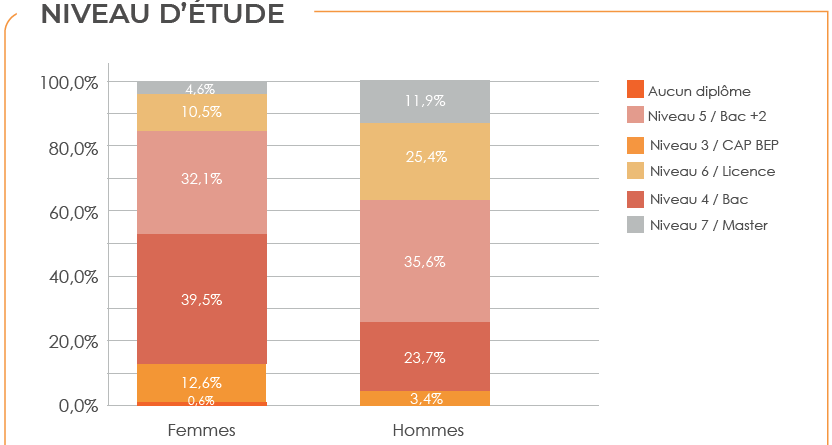 NIVEAU D'ÉTUDE
100,0%
80,0%
60,0%
40,0%
20,0%
0,0%
4,6%
10,5%
32,1%
39,5%
12,6%
0,6%
Femmes
11,9%
25,4%
35,6%
23,7%
3,4%
Hommes
Aucun diplôme
Niveau 5 / Bac +2
Niveau 3 / CAP BEP
Niveau 6 / Licence
Niveau 4 / Bac
Niveau 7 / Master